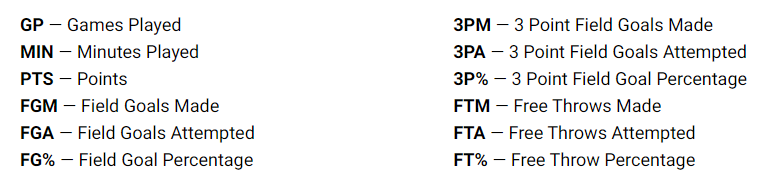 GP — Games Played
MIN — Minutes Played
PTS — Points
FGM — Field Goals Made
FGA — Field Goals Attempted
FG% — Field Goal Percentage
3PM — 3 Point Field Goals Made
3PA — 3 Point Field Goals Attempted
3P% — 3 Point Field Goal Percentage
FTM — Free Throws Made
FTA — Free Throws Attempted
FT% — Free Throw Percentage